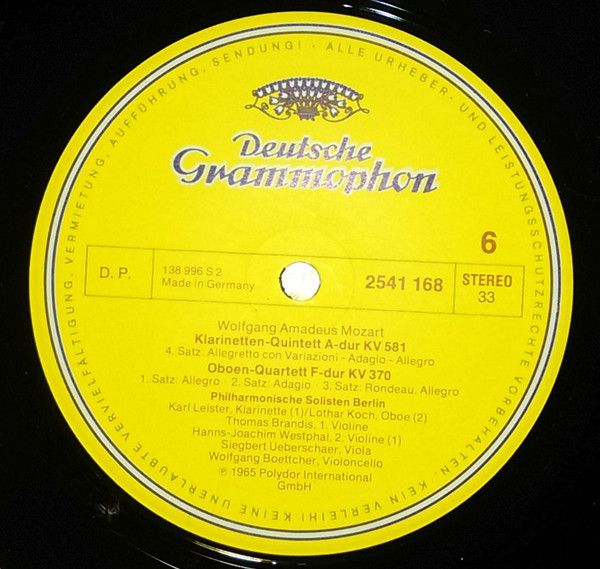 ALLE URHEBER- UND LEISTUNGSSCHUTZRECHTE VORBEHALTEN. KEIN VERLEIH! KEINE UNERLAUBTE VERVIELFÄLTIGUNG, VERMIETUNG, AUFFÜHRUNG, SENDUNG!
Deutsche
Grammophon
6
D. P.
138 996 S 2
Made in Germany
2541 168
STEREO
33
Wolfgang Amadeus Mozart
Klarinetten-Quintett A-dur KV 581
4. Satz: Allegretto con Variazioni - Adagio - Allegro
Oboen-Quartett F-dur KV 370
1. Satz: Allegro · 2. Satz: Adagio · 3. Satz: Rondeau. Allegro
Philharmonische Solisten Berlin
Karl Leister, Klarinette (1) / Lothar Koch, Oboe (2)
Thomas Brandis, 1. Violine
Hanns-Joachim Westphal, 2. Violine (1)
Siegbert Ueberschaer, Viola
Wolfgang Boettcher, Violoncello
℗ 1965 Polydor International
GmbH